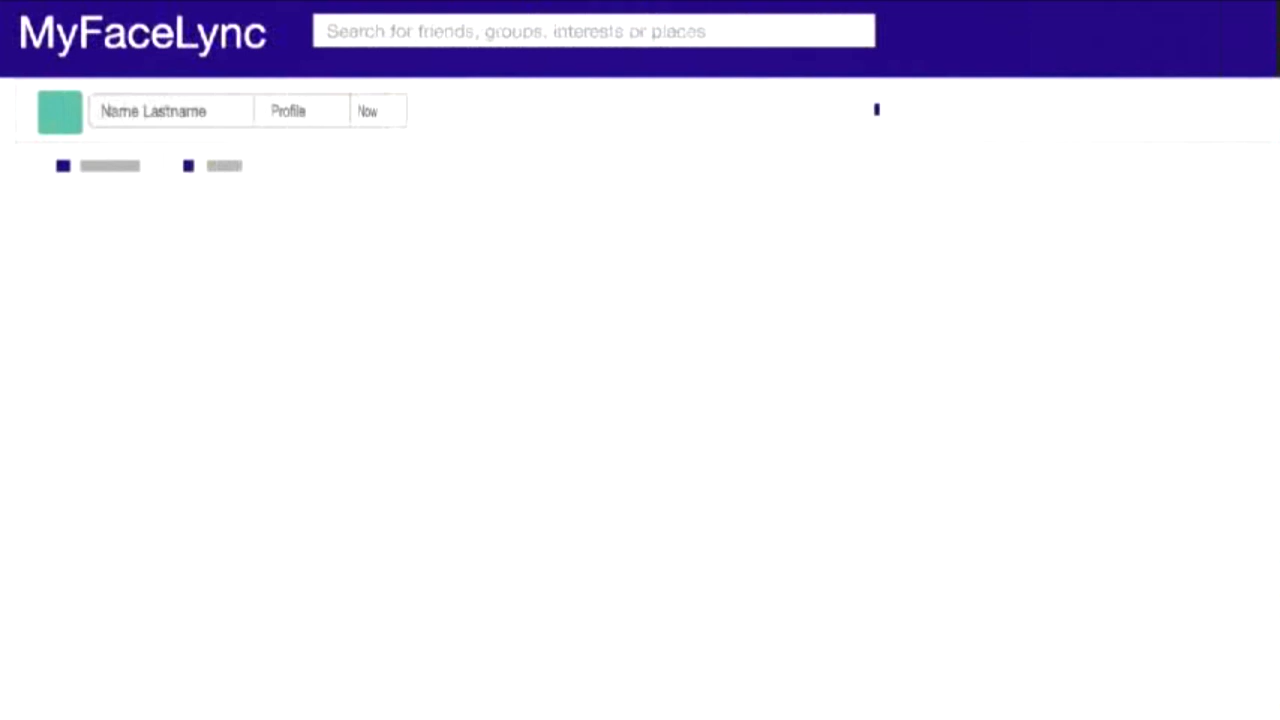 MyFaceLync
Search for friends, groups, interests or places
Name Lastname Profile Now